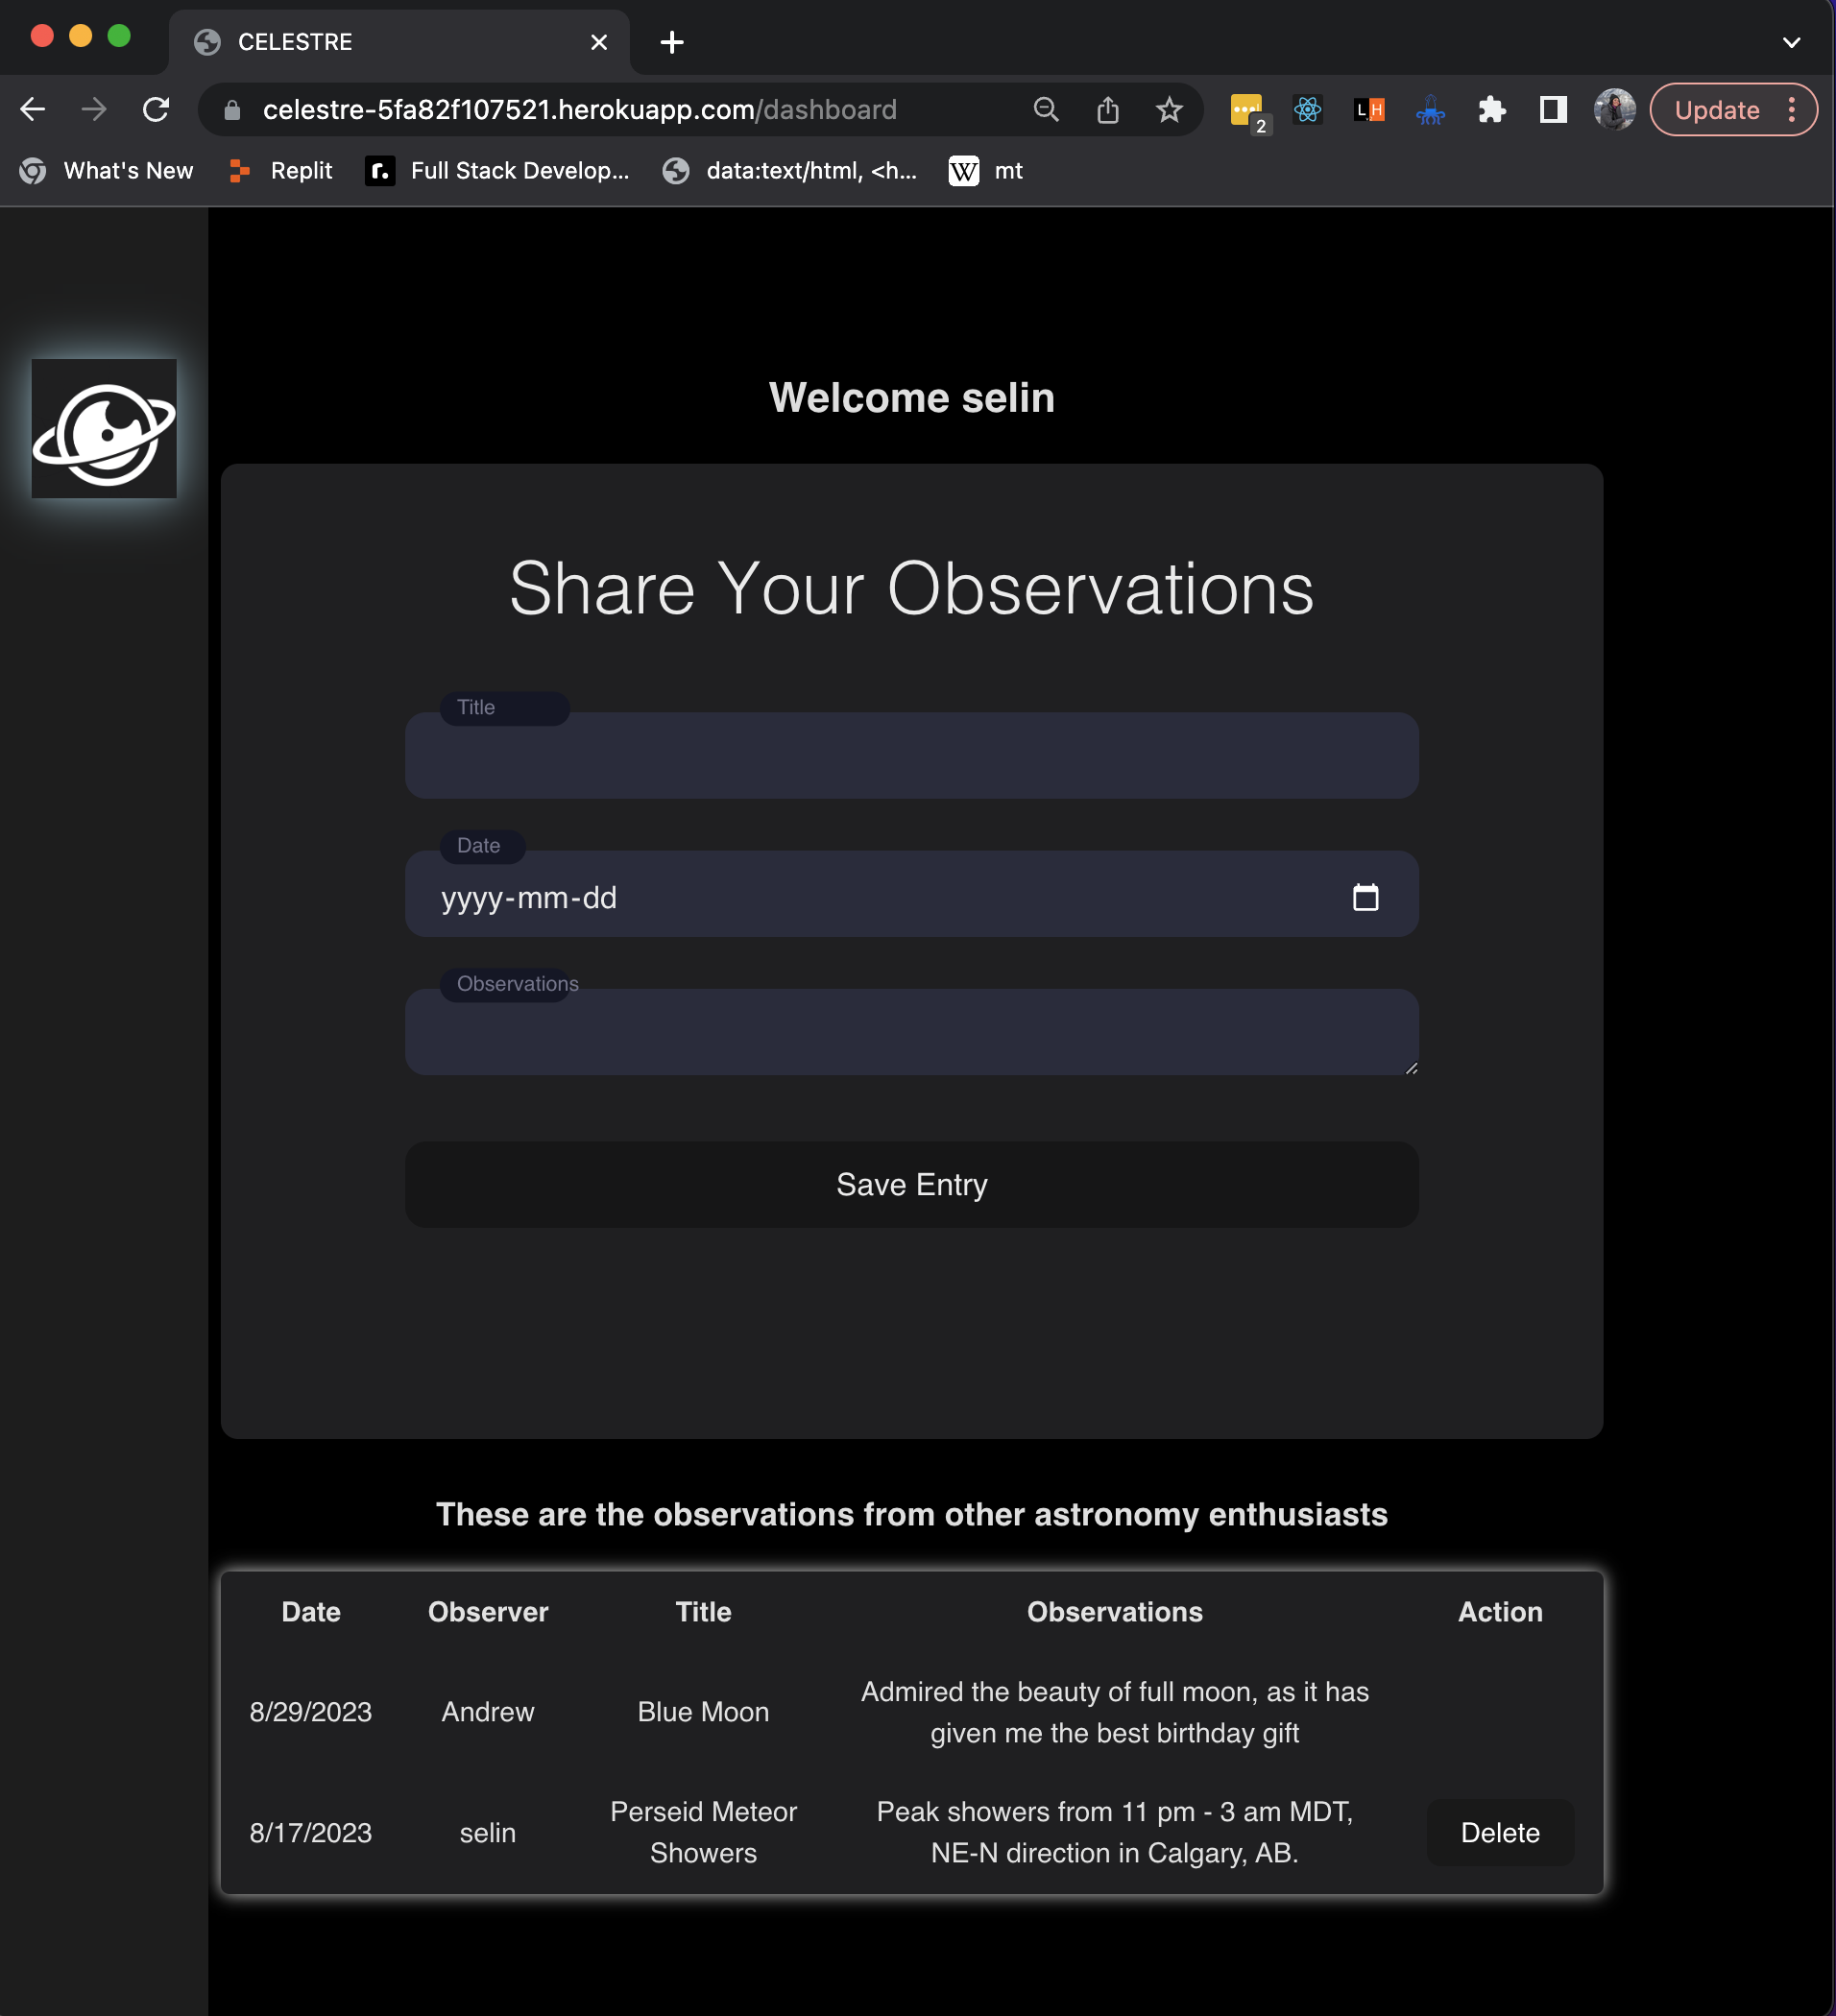 CELESTRE
celestre-5fa82f107521.herokuapp.com/dashboard
2
LH
Update
What's New
Replit
r.
Full Stack Develop...
data:text/html, <h...
W
mt
Welcome selin
Share Your Observations
Title
Date
yyyy-mm-dd
Observations
Save Entry
These are the observations from other astronomy enthusiasts
Date Observer Title Observations Action
8/29/2023 Andrew Blue Moon Admired the beauty of full moon, as it has
given me the best birthday gift
8/17/2023 selin Perseid Meteor
Showers
Peak showers from 11 pm - 3 am MDT,
NE-N direction in Calgary, AB.
Delete